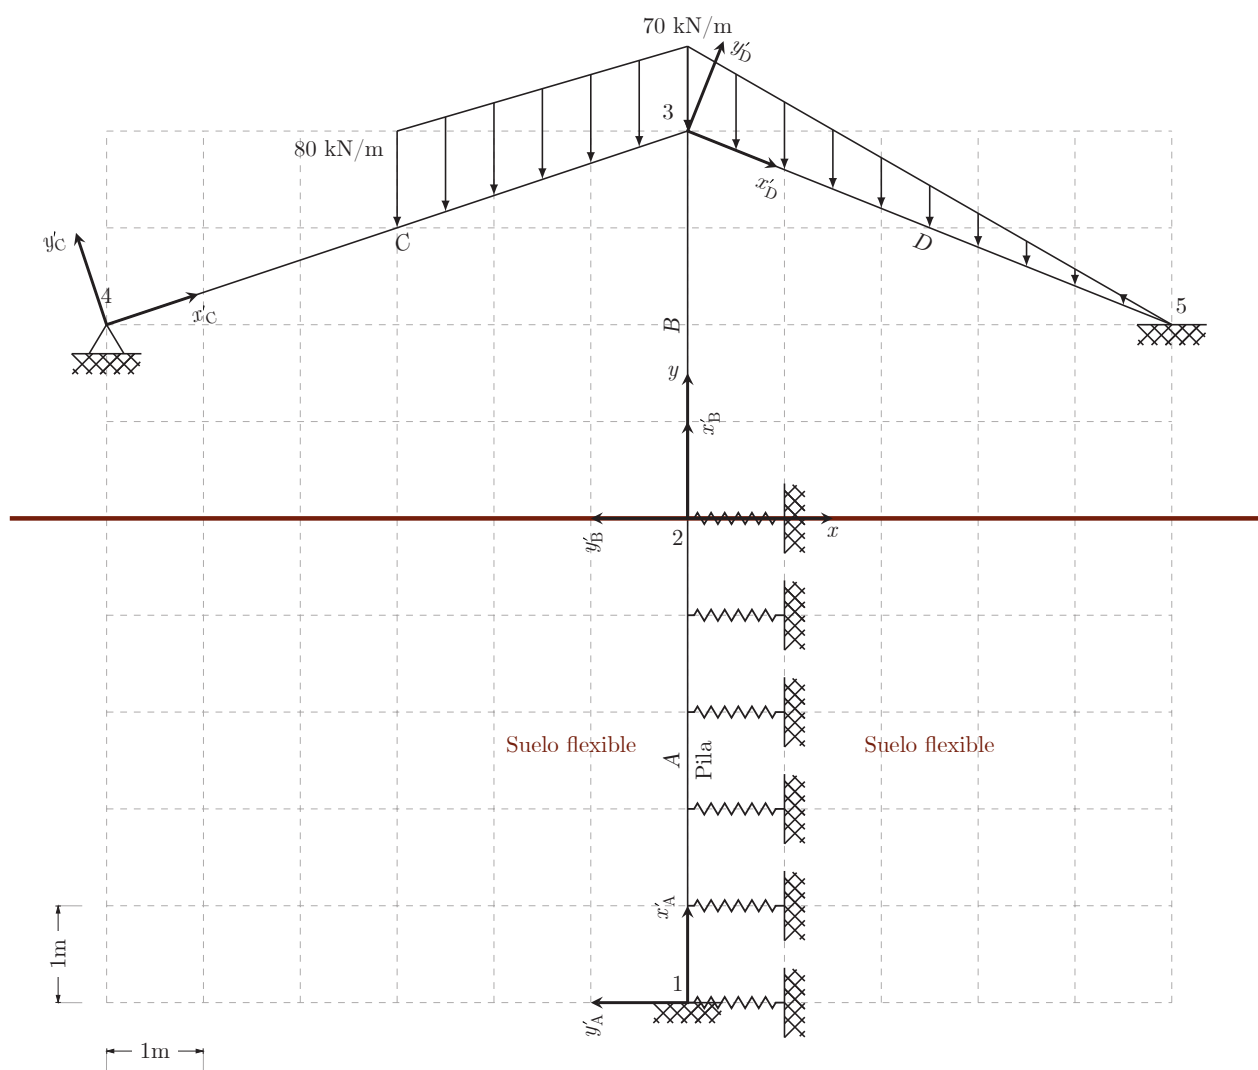 70 kN/m
y′D
3
80 kN/m
x′D
y′C
C
D
4
x′C
5
B
y
x′B
y′B
2
x
Suelo flexible
A
Pila
Suelo flexible
x′A
1m
1
y′A
1m